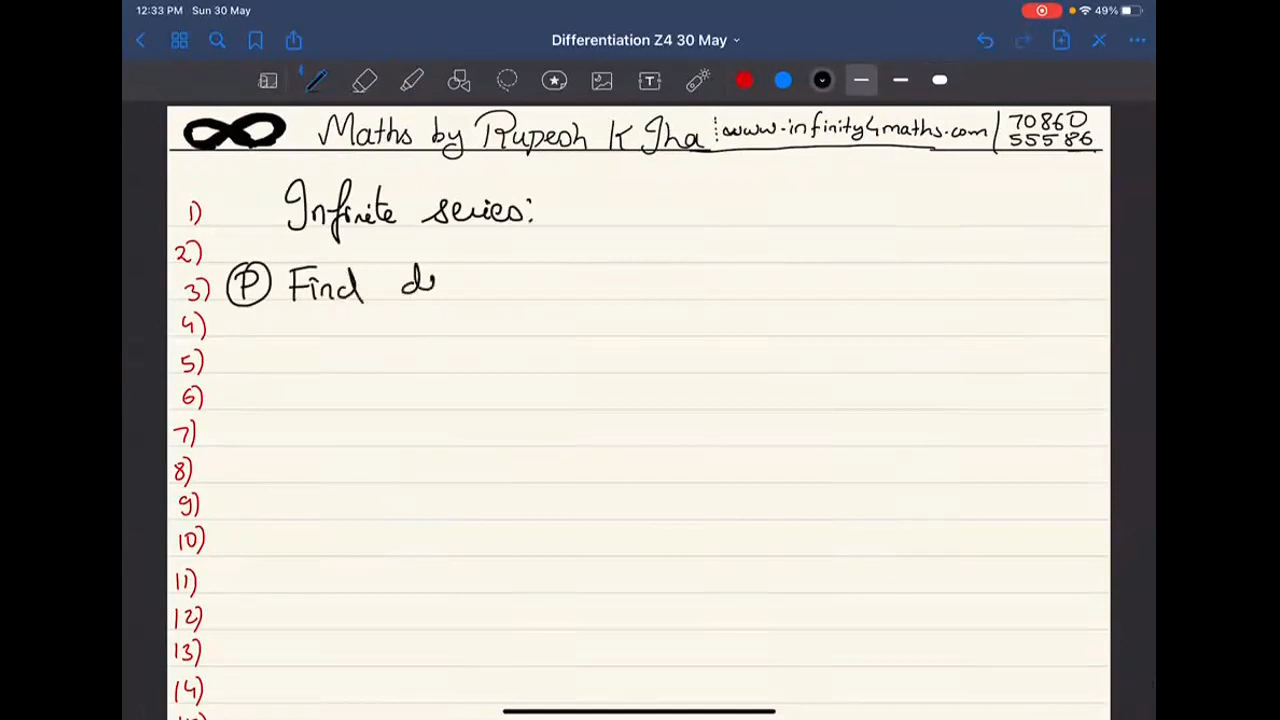 12:33 PM Sun 30 May 49%
Differentiation Z4 30 May
Maths by Rupesh K Jha www.infinity4maths.com 70860 55586
1) Infinite series:
2)
3) P Find d
4)
5)
6)
7)
8)
9)
10)
11)
12)
13)
14)